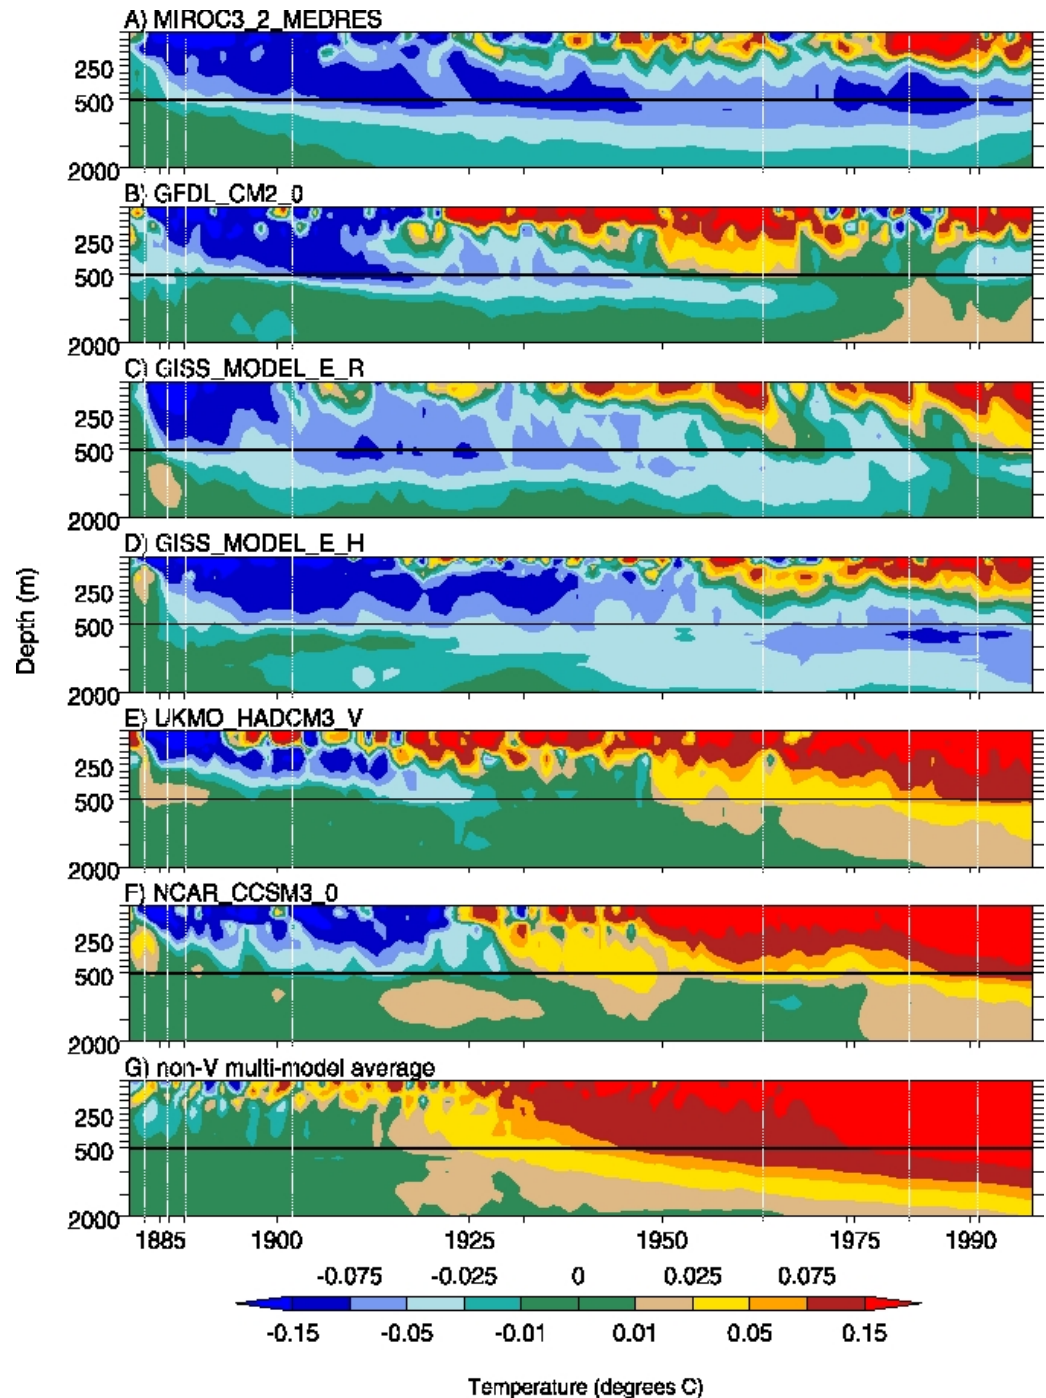 A) MIROC3_2_MEDRES
250
500
2000
B) GFDL_CM2_0
250
500
2000
C) GISS_MODEL_E_R
250
500
2000
D) GISS_MODEL_E_H
250
500
2000
Depth (m)
E) UKMO_HADCM3_V
250
500
2000
F) NCAR_CCSM3_0
250
500
2000
G) non-V multi-model average
250
500
2000
1885 1900 1925 1950 1975 1990
-0.075 -0.025 0 0.025 0.075
-0.15 -0.05 -0.01 0.01 0.05 0.15
Temperature (degrees C)